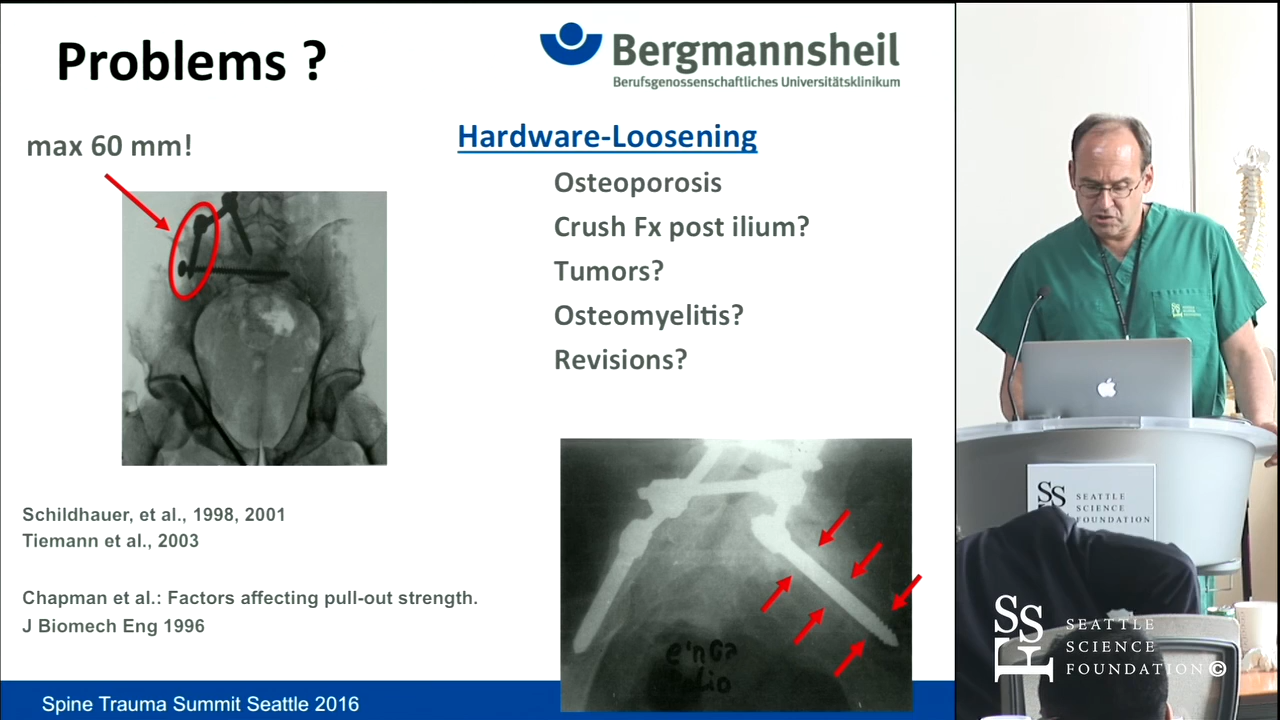 Problems ?
Bergmannsheil
Berufsgenossenschaftliches Universitätsklinikum
max 60 mm!
Hardware-Loosening
Osteoporosis
Crush Fx post ilium?
Tumors?
Osteomyelitis?
Revisions?
Schildhauer, et al., 1998, 2001
Tiemann et al., 2003
Chapman et al.: Factors affecting pull-out strength.
J Biomech Eng 1996
Spine Trauma Summit Seattle 2016
SSF
SEATTLE
SCIENCE
FOUNDATION
SSF
SEATTLE
SCIENCE
FOUNDATION©